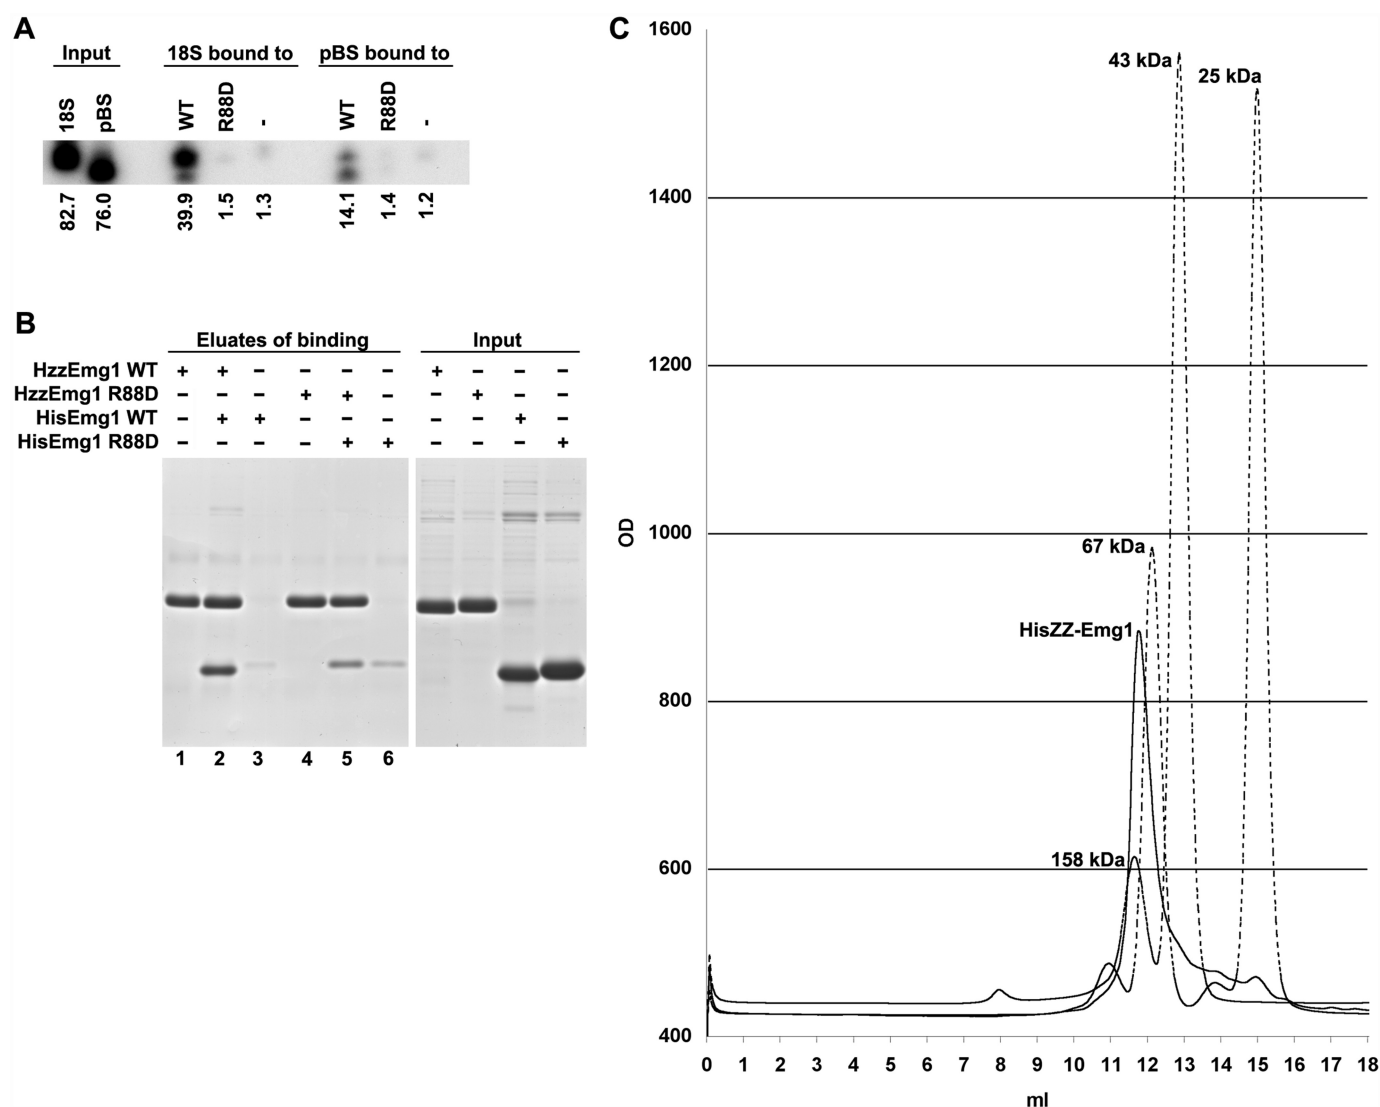 A
Input 18S bound to pBS bound to
18S pBS WT R88D - WT R88D -
82.7 76.0 39.9 1.5 1.3 14.1 1.4 1.2
B
Eluates of binding Input
HzzEmg1 WT + + – – – – + – – –
HzzEmg1 R88D – – – + + – – + – –
HisEmg1 WT – + + – – – – – + –
HisEmg1 R88D – – – – + + – – – +
1 2 3 4 5 6
C
1600
1400
1200
1000
800
600
400
OD
43 kDa
25 kDa
67 kDa
HisZZ-Emg1
158 kDa
0 1 2 3 4 5 6 7 8 9 10 11 12 13 14 15 16 17 18
ml